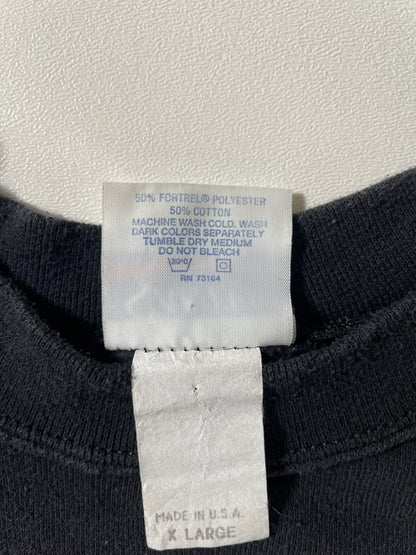 50% FORTREL® POLYESTER
50% COTTON
MACHINE WASH COLD. WASH
DARK COLORS SEPARATELY
TUMBLE DRY MEDIUM
DO NOT BLEACH
30°C
RN 73164
MADE IN U.S.A.
X LARGE